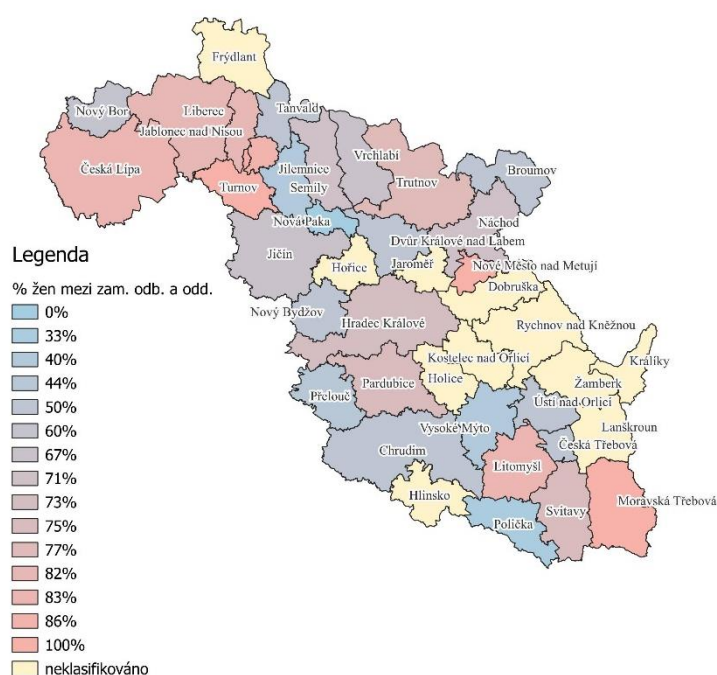 Frýdlant
Nový Bor
Liberec
Tanvald
Jablonec nad Nisou
Česká Lípa
Turnov
Jilemnice
Semily
Vrchlabí
Trutnov
Broumov
Nová Paka
Náchod
Dvůr Králové nad Labem
Jičín
Hořice
Jaroměř
Nové Město nad Metují
Dobruška
Nový Bydžov
Hradec Králové
Rychnov nad Kněžnou
Kostelec nad Orlicí
Králíky
Pardubice
Holice
Žamberk
Přelouč
Ústí nad Orlicí
Vysoké Mýto
Lanškroun
Chrudim
Česká Třebová
Litomyšl
Hlinsko
Moravská Třebová
Svitavy
Polička
Legenda
% žen mezi zam. odb. a odd.
0%
33%
40%
44%
50%
60%
67%
71%
73%
75%
77%
82%
83%
86%
100%
neklasifikováno